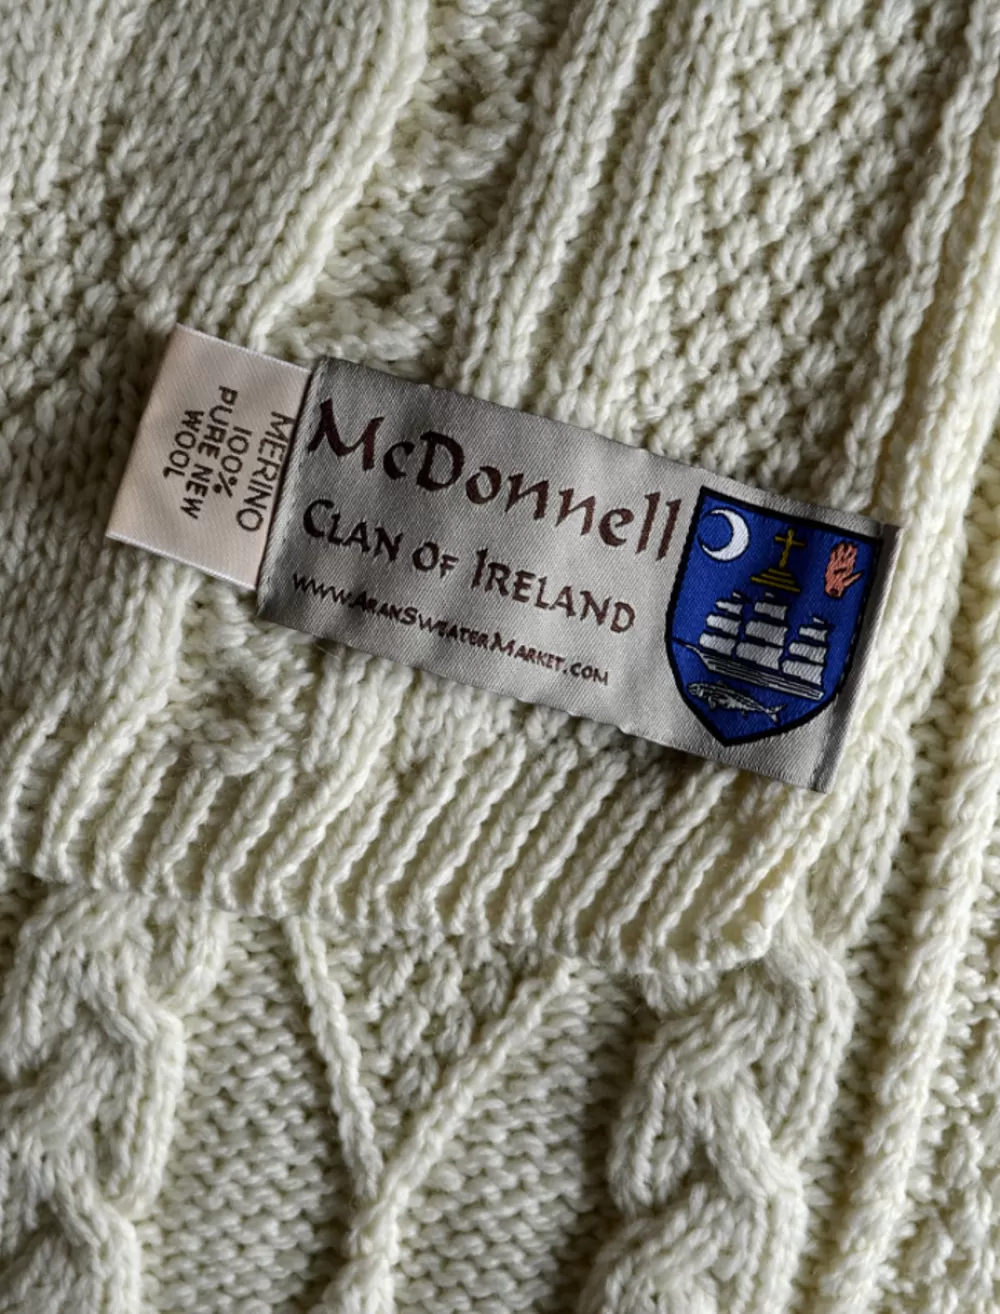 McDonnell
Clan of Ireland
www.AranSweaterMarket.com
MERINO
100%
PURE NEW
WOOL